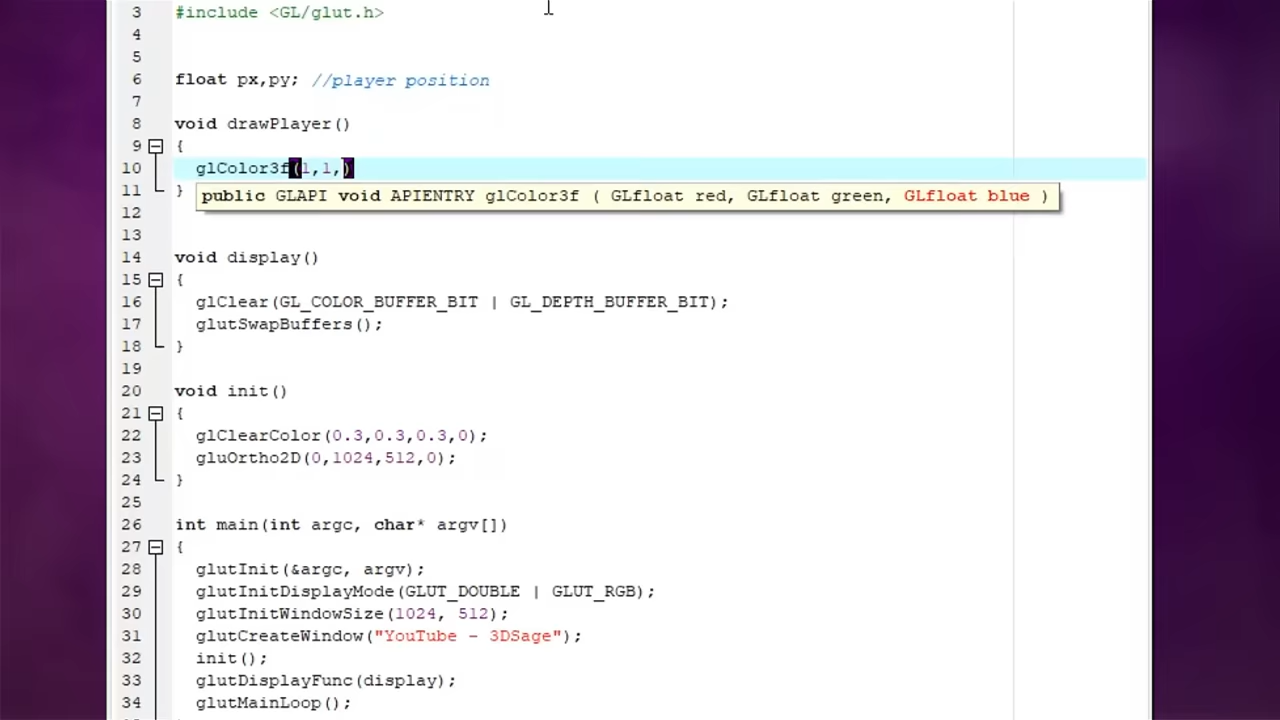 3 #include <GL/glut.h>
4
5
6 float px,py; //player position
7
8 void drawPlayer()
9 {
10 glColor3f(1,1,)
11 }
public GLAPI void APIENTRY glColor3f ( GLfloat red, GLfloat green, GLfloat blue )
12
13
14 void display()
15 {
16 glClear(GL_COLOR_BUFFER_BIT | GL_DEPTH_BUFFER_BIT);
17 glutSwapBuffers();
18 }
19
20 void init()
21 {
22 glClearColor(0.3,0.3,0.3,0);
23 gluOrtho2D(0,1024,512,0);
24 }
25
26 int main(int argc, char* argv[])
27 {
28 glutInit(&argc, argv);
29 glutInitDisplayMode(GLUT_DOUBLE | GLUT_RGB);
30 glutInitWindowSize(1024, 512);
31 glutCreateWindow("YouTube - 3DSage");
32 init();
33 glutDisplayFunc(display);
34 glutMainLoop();